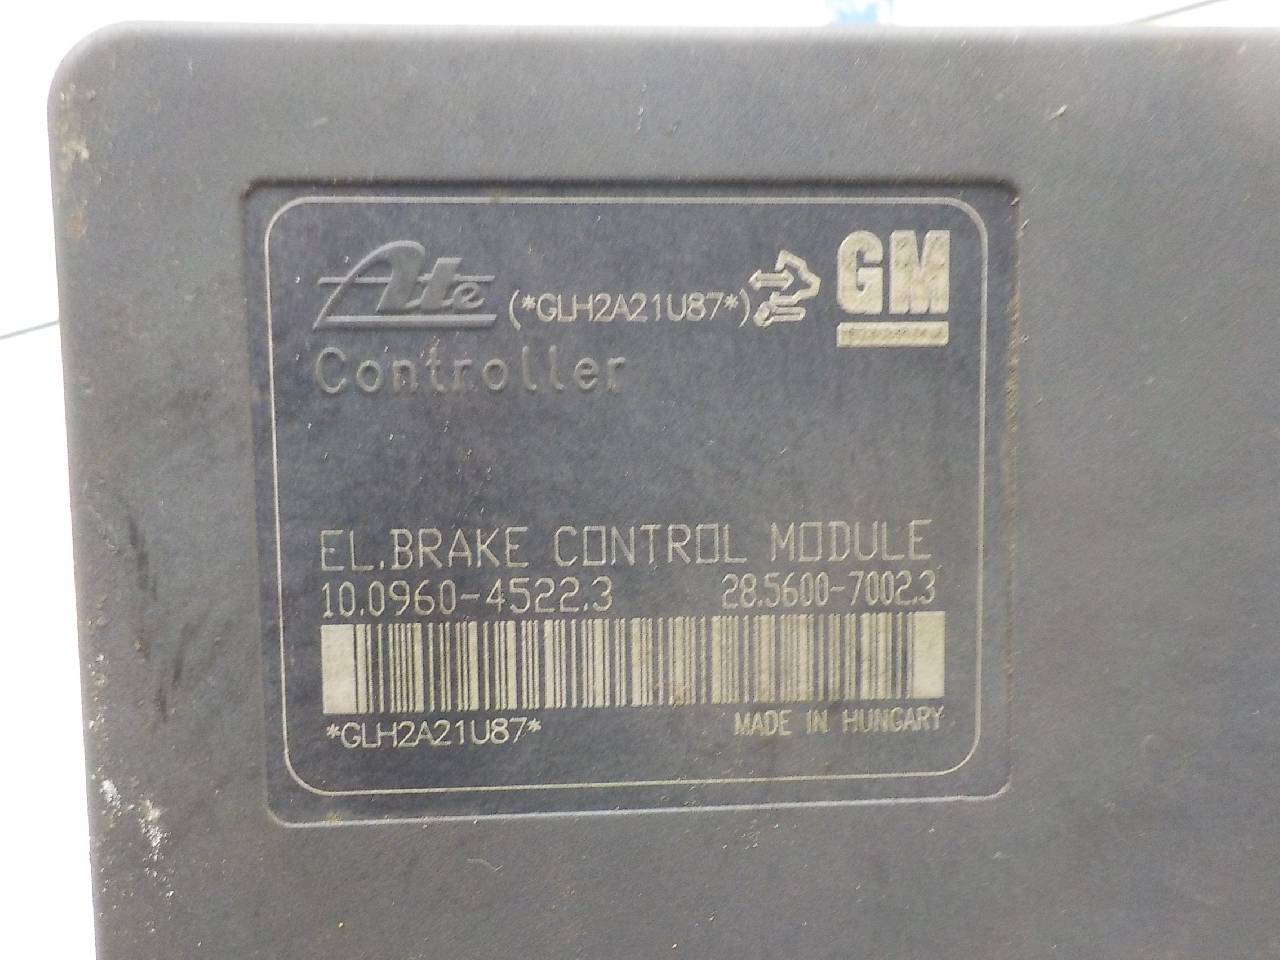 Ate (*GLH2A21U87*) GM
Controller
EL.BRAKE CONTROL MODULE
10.0960-4522.3 28.5600-7002.3
*GLH2A21U87* MADE IN HUNGARY